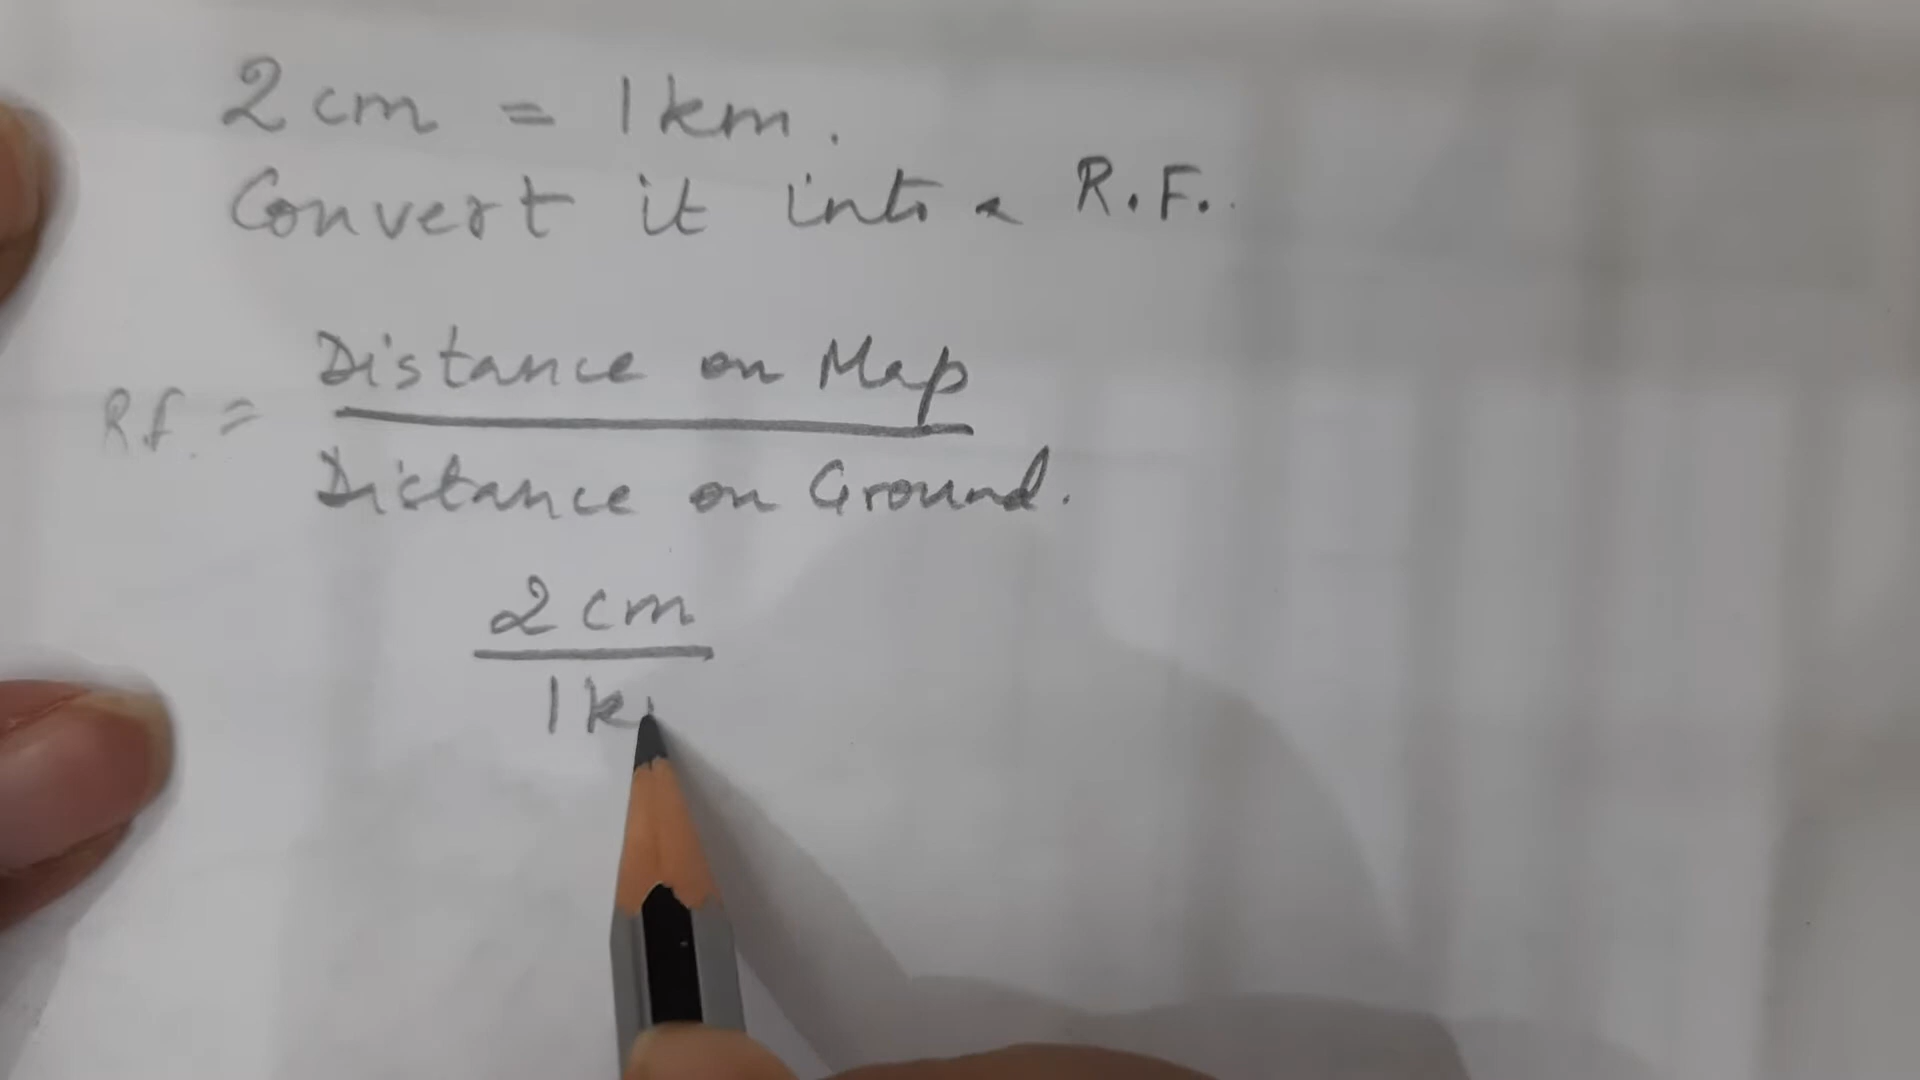 2 cm = 1 km.
Convert it into a R.F.
R.F. = Distance on Map
Distance on Ground.
2 cm
1 k